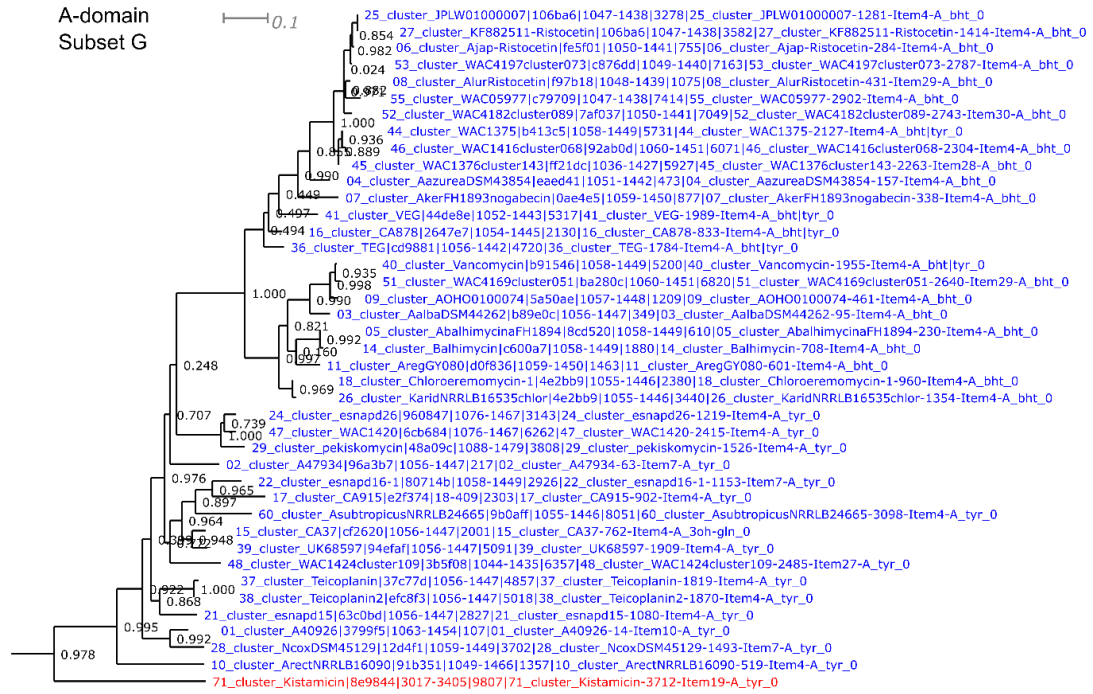 A-domain
Subset G
0.1
25_cluster_JPLW01000007|106ba6|1047-1438|3278|25_cluster_JPLW01000007-1281-Item4-A_bht_0
0.854
27_cluster_KF882511-Ristocetin|106ba6|1047-1438|3582|27_cluster_KF882511-Ristocetin-1414-Item4-A_bht_0
0.982
06_cluster_Ajap-Ristocetin|fe5f01|1050-1441|755|06_cluster_Ajap-Ristocetin-284-Item4-A_bht_0
0.024
53_cluster_WAC4197cluster073|c876dd|1049-1440|7163|53_cluster_WAC4197cluster073-2787-Item4-A_bht_0
08_cluster_AlurRistocetin|f97b18|1048-1439|1075|08_cluster_AlurRistocetin-431-Item29-A_bht_0
55_cluster_WAC05977|c79709|1047-1438|7414|55_cluster_WAC05977-2902-Item4-A_bht_0
52_cluster_WAC4182cluster089|7af037|1050-1441|7049|52_cluster_WAC4182cluster089-2743-Item30-A_bht_0
1.000
44_cluster_WAC1375|b413c5|1058-1449|5731|44_cluster_WAC1375-2127-Item4-A_bht|tyr_0
0.936
46_cluster_WAC1416cluster068|92ab0d|1060-1451|6071|46_cluster_WAC1416cluster068-2304-Item4-A_bht_0
0.889
45_cluster_WAC1376cluster143|ff21dc|1036-1427|5927|45_cluster_WAC1376cluster143-2263-Item28-A_bht_0
0.990
04_cluster_AazureaDSM43854|eaed41|1051-1442|473|04_cluster_AazureaDSM43854-157-Item4-A_bht_0
0.449
07_cluster_AkerFH1893nogabecin|0ae4e5|1059-1450|877|07_cluster_AkerFH1893nogabecin-338-Item4-A_bht_0
0.497
41_cluster_VEG|44de8e|1052-1443|5317|41_cluster_VEG-1989-Item4-A_bht|tyr_0
0.494
16_cluster_CA878|2647e7|1054-1445|2130|16_cluster_CA878-833-Item4-A_bht|tyr_0
36_cluster_TEG|cd9881|1056-1442|4720|36_cluster_TEG-1784-Item4-A_bht|tyr_0
40_cluster_Vancomycin|b91546|1058-1449|5200|40_cluster_Vancomycin-1955-Item4-A_bht|tyr_0
0.935
51_cluster_WAC4169cluster051|ba280c|1060-1451|6820|51_cluster_WAC4169cluster051-2640-Item29-A_bht_0
0.998
1.000
0.990
09_cluster_AOHO0100074|5a50ae|1057-1448|1209|09_cluster_AOHO0100074-461-Item4-A_bht_0
03_cluster_AalbaDSM44262|b89e0c|1056-1447|349|03_cluster_AalbaDSM44262-95-Item4-A_bht_0
0.821
05_cluster_AbalhimycinaFH1894|8cd520|1058-1449|610|05_cluster_AbalhimycinaFH1894-230-Item4-A_bht_0
0.992
14_cluster_Balhimycin|c600a7|1058-1449|1880|14_cluster_Balhimycin-708-Item4-A_bht_0
0.160
0.997
11_cluster_AregGY080|d0f836|1059-1450|1463|11_cluster_AregGY080-601-Item4-A_bht_0
0.248
18_cluster_Chloroeremomycin-1|4e2bb9|1055-1446|2380|18_cluster_Chloroeremomycin-1-960-Item4-A_bht_0
0.969
26_cluster_KaridNRRLB16535chlor|4e2bb9|1055-1446|3440|26_cluster_KaridNRRLB16535chlor-1354-Item4-A_bht_0
0.707
24_cluster_esnapd26|960847|1076-1467|3143|24_cluster_esnapd26-1219-Item4-A_tyr_0
0.739
47_cluster_WAC1420|6cb684|1076-1467|6262|47_cluster_WAC1420-2415-Item4-A_tyr_0
1.000
29_cluster_pekiskomycin|48a09c|1088-1479|3808|29_cluster_pekiskomycin-1526-Item4-A_tyr_0
02_cluster_A47934|96a3b7|1056-1447|217|02_cluster_A47934-63-Item7-A_tyr_0
0.976
22_cluster_esnapd16-1|80714b|1058-1449|2926|22_cluster_esnapd16-1-1153-Item7-A_tyr_0
0.965
17_cluster_CA915|e2f374|18-409|2303|17_cluster_CA915-902-Item4-A_tyr_0
0.897
60_cluster_AsubtropicusNRRLB24665|9b0aff|1055-1446|8051|60_cluster_AsubtropicusNRRLB24665-3098-Item4-A_tyr_0
0.964
15_cluster_CA37|cf2620|1056-1447|2001|15_cluster_CA37-762-Item4-A_3oh-gln_0
0.948
39_cluster_UK68597|94efaf|1056-1447|5091|39_cluster_UK68597-1909-Item4-A_tyr_0
48_cluster_WAC1424cluster109|3b5f08|1044-1435|6357|48_cluster_WAC1424cluster109-2485-Item27-A_tyr_0
37_cluster_Teicoplanin|37c77d|1056-1447|4857|37_cluster_Teicoplanin-1819-Item4-A_tyr_0
0.922
1.000
38_cluster_Teicoplanin2|efc8f3|1056-1447|5018|38_cluster_Teicoplanin2-1870-Item4-A_tyr_0
0.868
21_cluster_esnapd15|63c0bd|1056-1447|2827|21_cluster_esnapd15-1080-Item4-A_tyr_0
0.995
01_cluster_A40926|3799f5|1063-1454|107|01_cluster_A40926-14-Item10-A_tyr_0
0.992
28_cluster_NcoxDSM45129|12d4f1|1059-1449|3702|28_cluster_NcoxDSM45129-1493-Item7-A_tyr_0
0.978
10_cluster_ArectNRRLB16090|91b351|1049-1466|1357|10_cluster_ArectNRRLB16090-519-Item4-A_tyr_0
71_cluster_Kistamicin|8e9844|3017-3405|9807|71_cluster_Kistamicin-3712-Item19-A_tyr_0